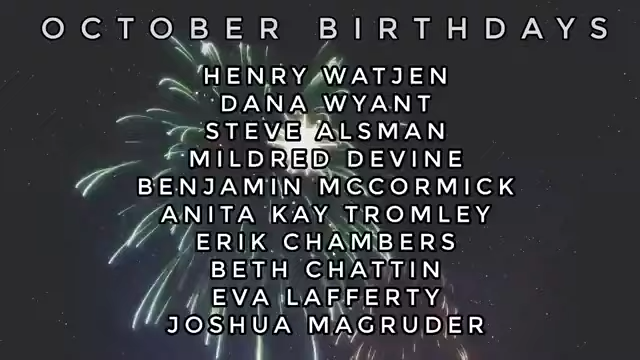 OCTOBER BIRTHDAYS
HENRY WATJEN
DANA WYANT
STEVE ALSMAN
MILDRED DEVINE
BENJAMIN MCCORMICK
ANITA KAY TROMLEY
ERIK CHAMBERS
BETH CHATTIN
EVA LAFFERTY
JOSHUA MAGRUDER